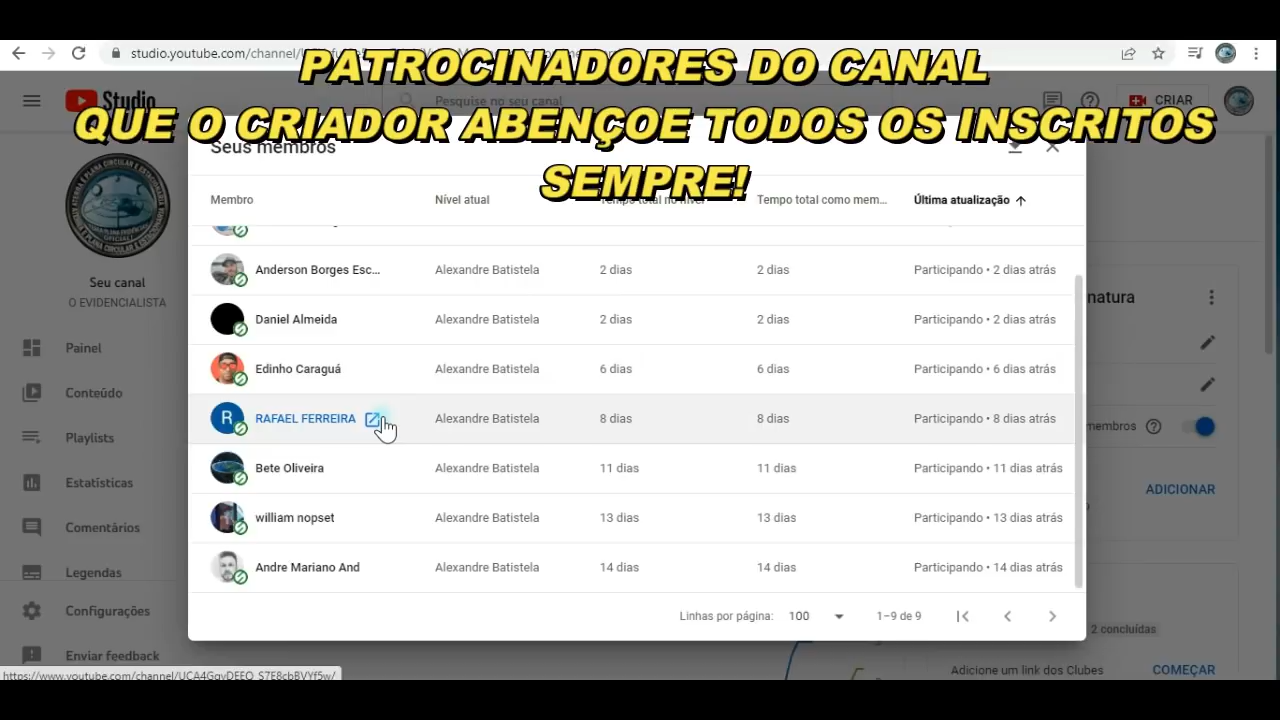 studio.youtube.com/channel/
PATROCINADORES DO CANAL
Studio
Pesquise no seu canal
CRIAR
QUE O CRIADOR ABENÇOE TODOS OS INSCRITOS
SEMPRE!
Seus membros
Membro
Nível atual
Tempo total no nível
Tempo total como mem...
Última atualização
Anderson Borges Esc...
Alexandre Batistela
2 dias
2 dias
Participando • 2 dias atrás
Daniel Almeida
Alexandre Batistela
2 dias
2 dias
Participando • 2 dias atrás
Edinho Caraguá
Alexandre Batistela
6 dias
6 dias
Participando • 6 dias atrás
R
RAFAEL FERREIRA
Alexandre Batistela
8 dias
8 dias
Participando • 8 dias atrás
Bete Oliveira
Alexandre Batistela
11 dias
11 dias
Participando • 11 dias atrás
william nopset
Alexandre Batistela
13 dias
13 dias
Participando • 13 dias atrás
Andre Mariano And
Alexandre Batistela
14 dias
14 dias
Participando • 14 dias atrás
Linhas por página:
100
1–9 de 9
Seu canal
O EVIDENCIALISTA
Painel
Conteúdo
Playlists
Estatísticas
Comentários
Legendas
Configurações
Enviar feedback
natura
membros
ADICIONAR
2 concluídas
Adicione um link dos Clubes
COMEÇAR